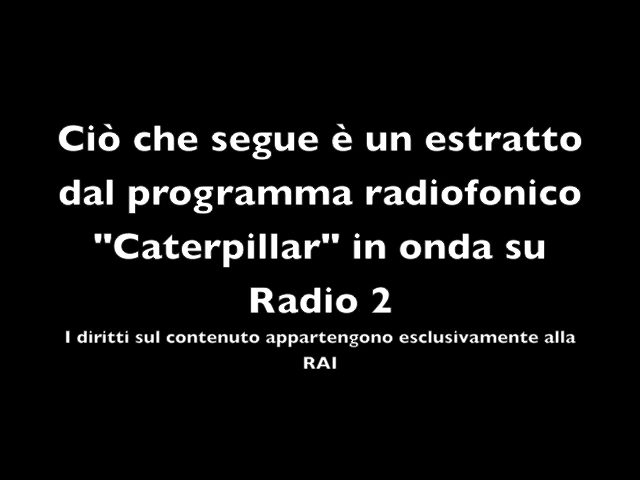 Ciò che segue è un estratto
dal programma radiofonico
"Caterpillar" in onda su
Radio 2
I diritti sul contenuto appartengono esclusivamente alla
RAI